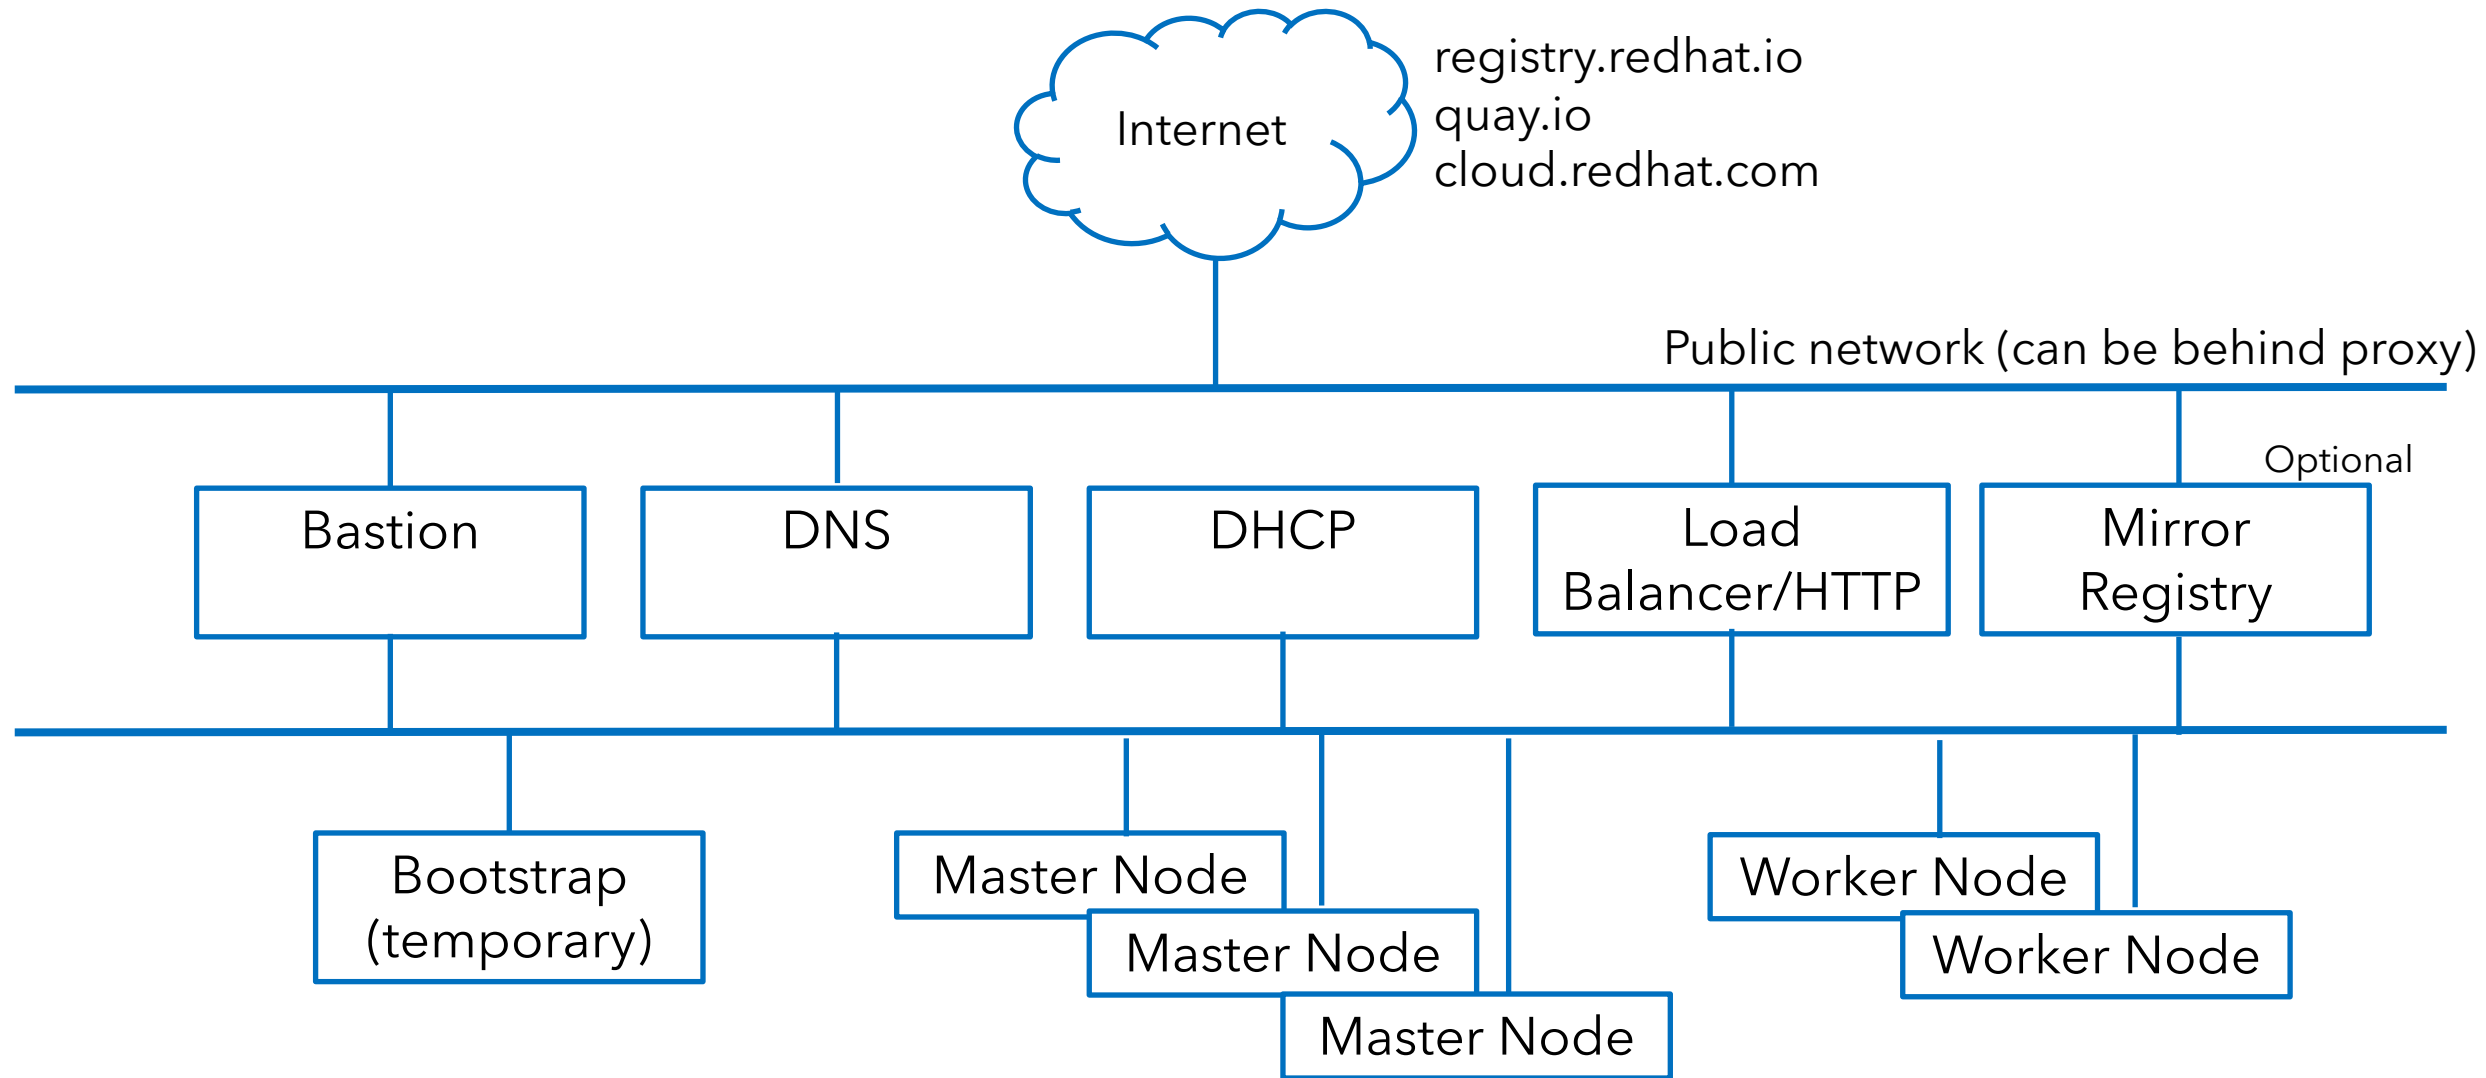 registry.redhat.io
quay.io
cloud.redhat.com
Internet
Public network (can be behind proxy)
Optional
Bastion
DNS
DHCP
Load
Balancer/HTTP
Mirror
Registry
Bootstrap
(temporary)
Master Node
Master Node
Master Node
Worker Node
Worker Node